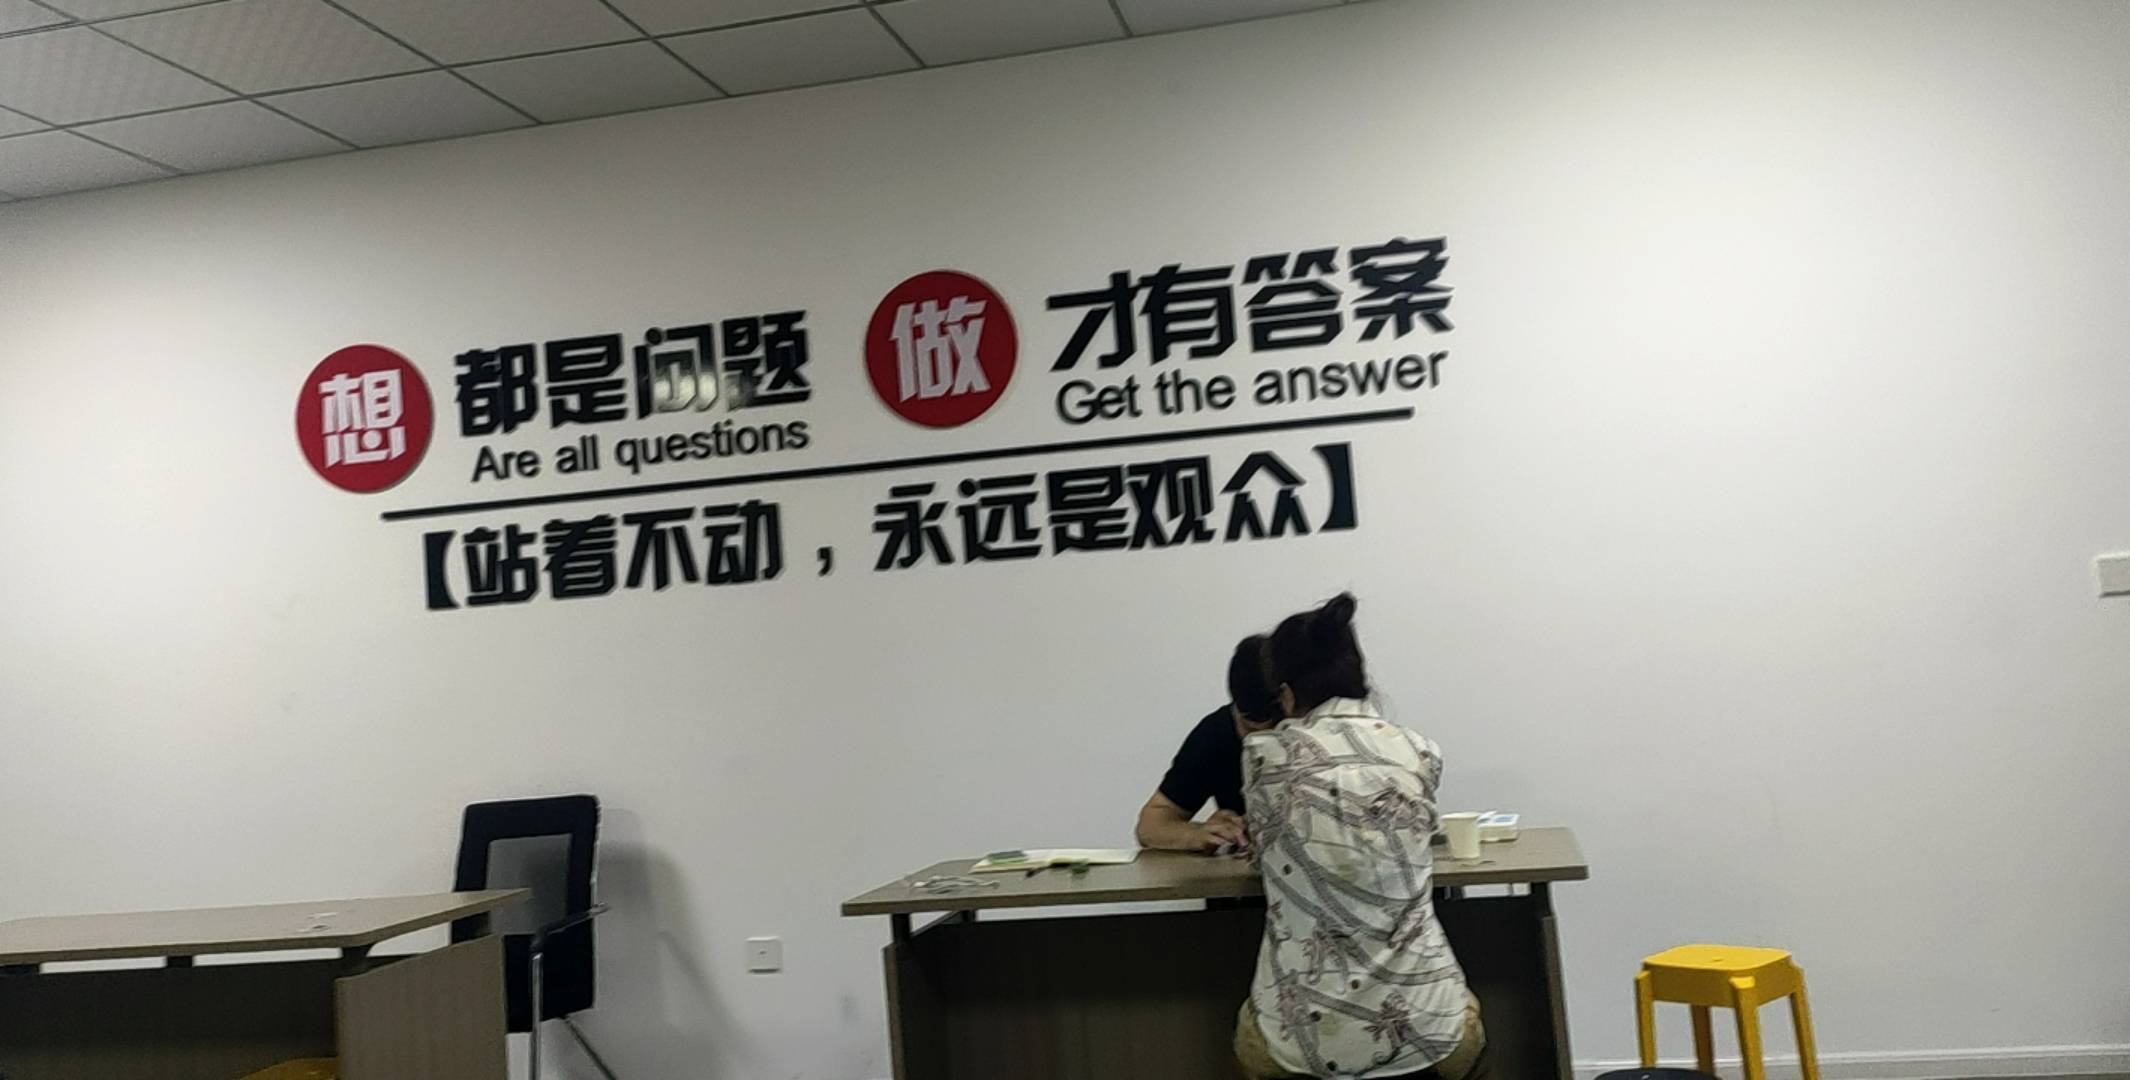 想 都是问题 做 才有答案
Are all questions Get the answer
【站着不动，永远是观众】